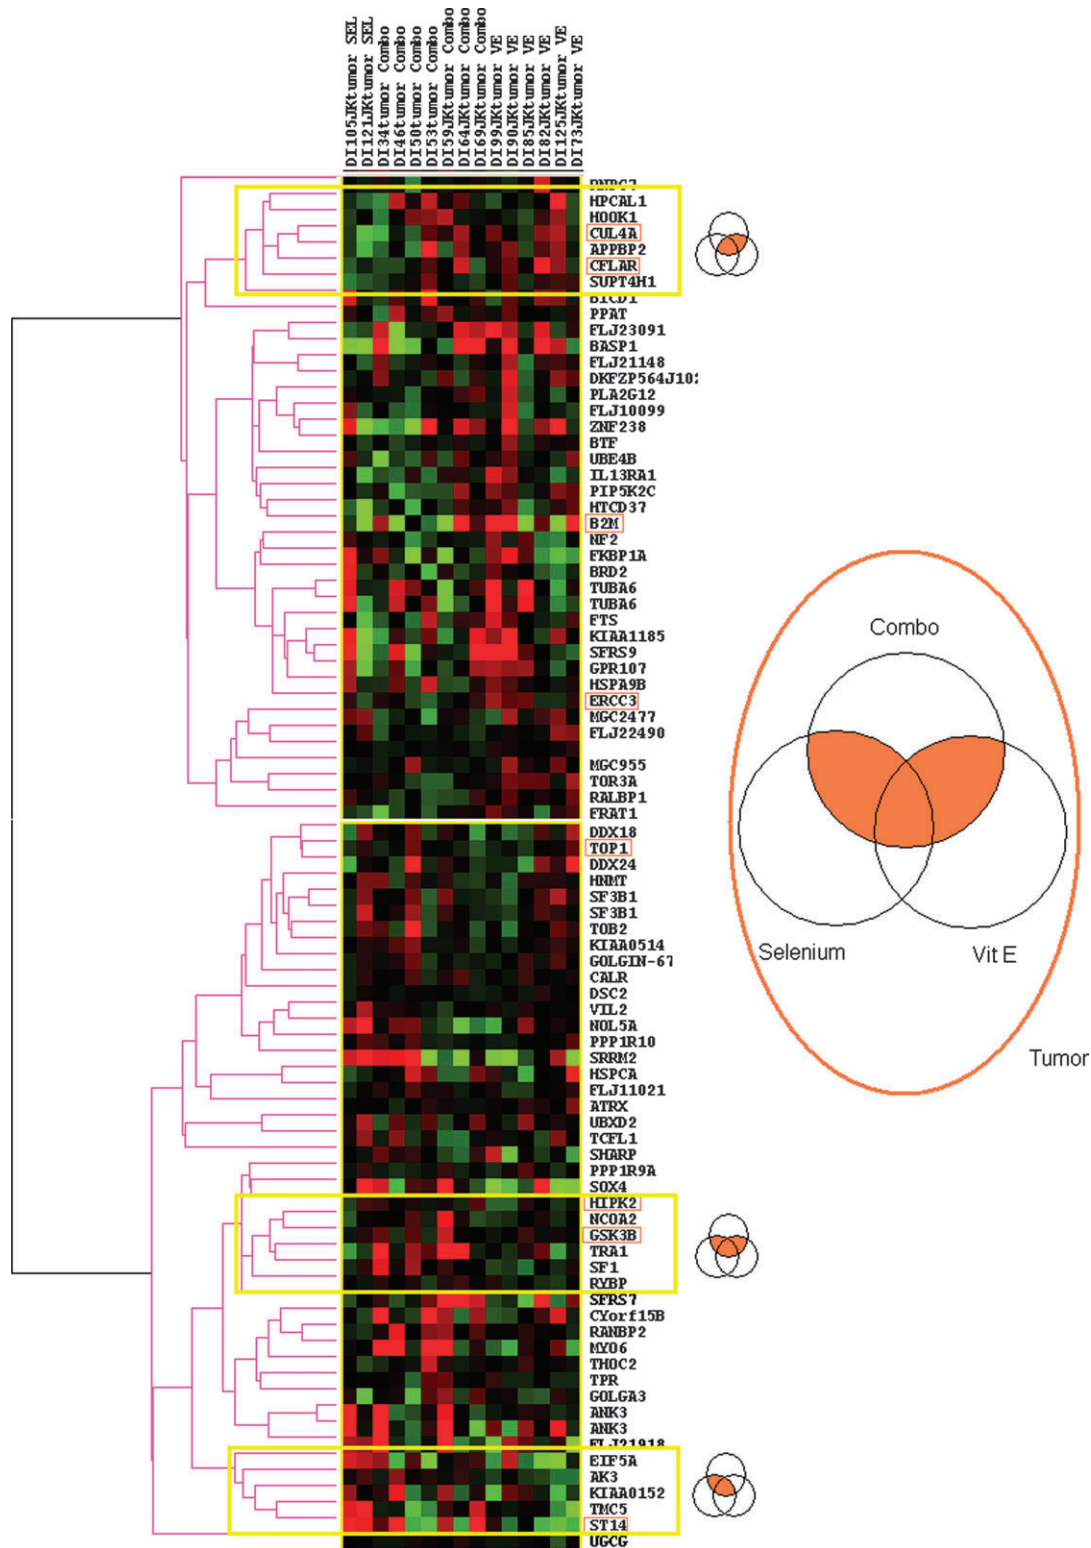 DI105JKtumor SEL
DI121JKtumor SEL
DI34tumor Combo
DI46tumor Combo
DI50tumor Combo
DI53tumor Combo
DI59JKtumor Combo
DI64JKtumor Combo
DI69JKtumor Combo
DI99JKtumor VE
DI90JKtumor VE
DI85JKtumor VE
DI82JKtumor VE
DI125JKtumor VE
DI73JKtumor VE
HPCAL1
HOOK1
CUL4A
APPBP2
CFLAR
SUPT4H1
BICD1
PPAT
FLJ23091
BASP1
FLJ21148
DKFZP564J10
PLA2G12
FLJ10099
ZNF238
BTF
UBE4B
IL13RA1
PIP5K2C
HTCD37
B2M
NF2
FKBP1A
BRD2
TUBA6
TUBA6
FTS
KIAA1185
SFRS9
GPR107
HSPA9B
ERCC3
MGC2477
FLJ22490
MGC955
TOR3A
RALBP1
FRAT1
DDX18
TOP1
DDX24
HNMT
SF3B1
SF3B1
TOB2
KIAA0514
GOLGIN-67
CALR
DSC2
VIL2
NOL5A
PPP1R10
SRRM2
HSPCA
FLJ11021
ATRX
UBXD2
TCFL1
SHARP
PPP1R9A
SOX4
HIPK2
NCOA2
GSK3B
TRA1
SF1
RYBP
SFRS7
CYorf15B
RANBP2
MYO6
THOC2
TPR
GOLGA3
ANK3
ANK3
FLJ21918
EIF5A
AK3
KIAA0152
TMC5
ST14
UGCG
Combo
Selenium
Vit E
Tumor